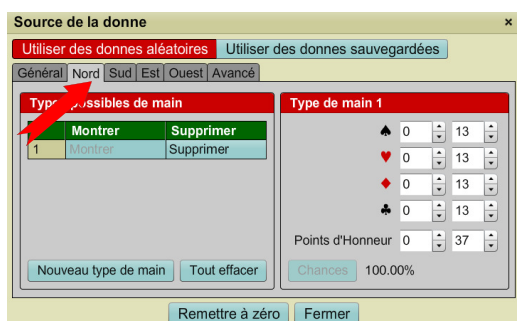 Source de la donne ×
Utiliser des donnes aléatoires Utiliser des donnes sauvegardées
Général Nord Sud Est Ouest Avancé
possibles de main
Montrer Supprimer
1 Montrer Supprimer
Nouveau type de main Tout effacer
Type de main 1
♠ 0 13
♥ 0 13
♦ 0 13
♣ 0 13
Points d'Honneur 0 37
Chances 100.00%
Remettre à zéro Fermer